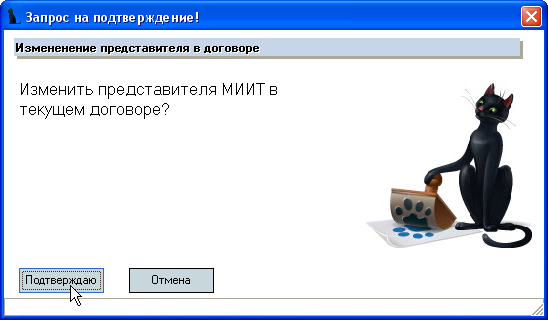 Запрос на подтверждение!
Измененение представителя в договоре
Изменить представителя МИИТ в
текущем договоре?
Подтверждаю
Отмена